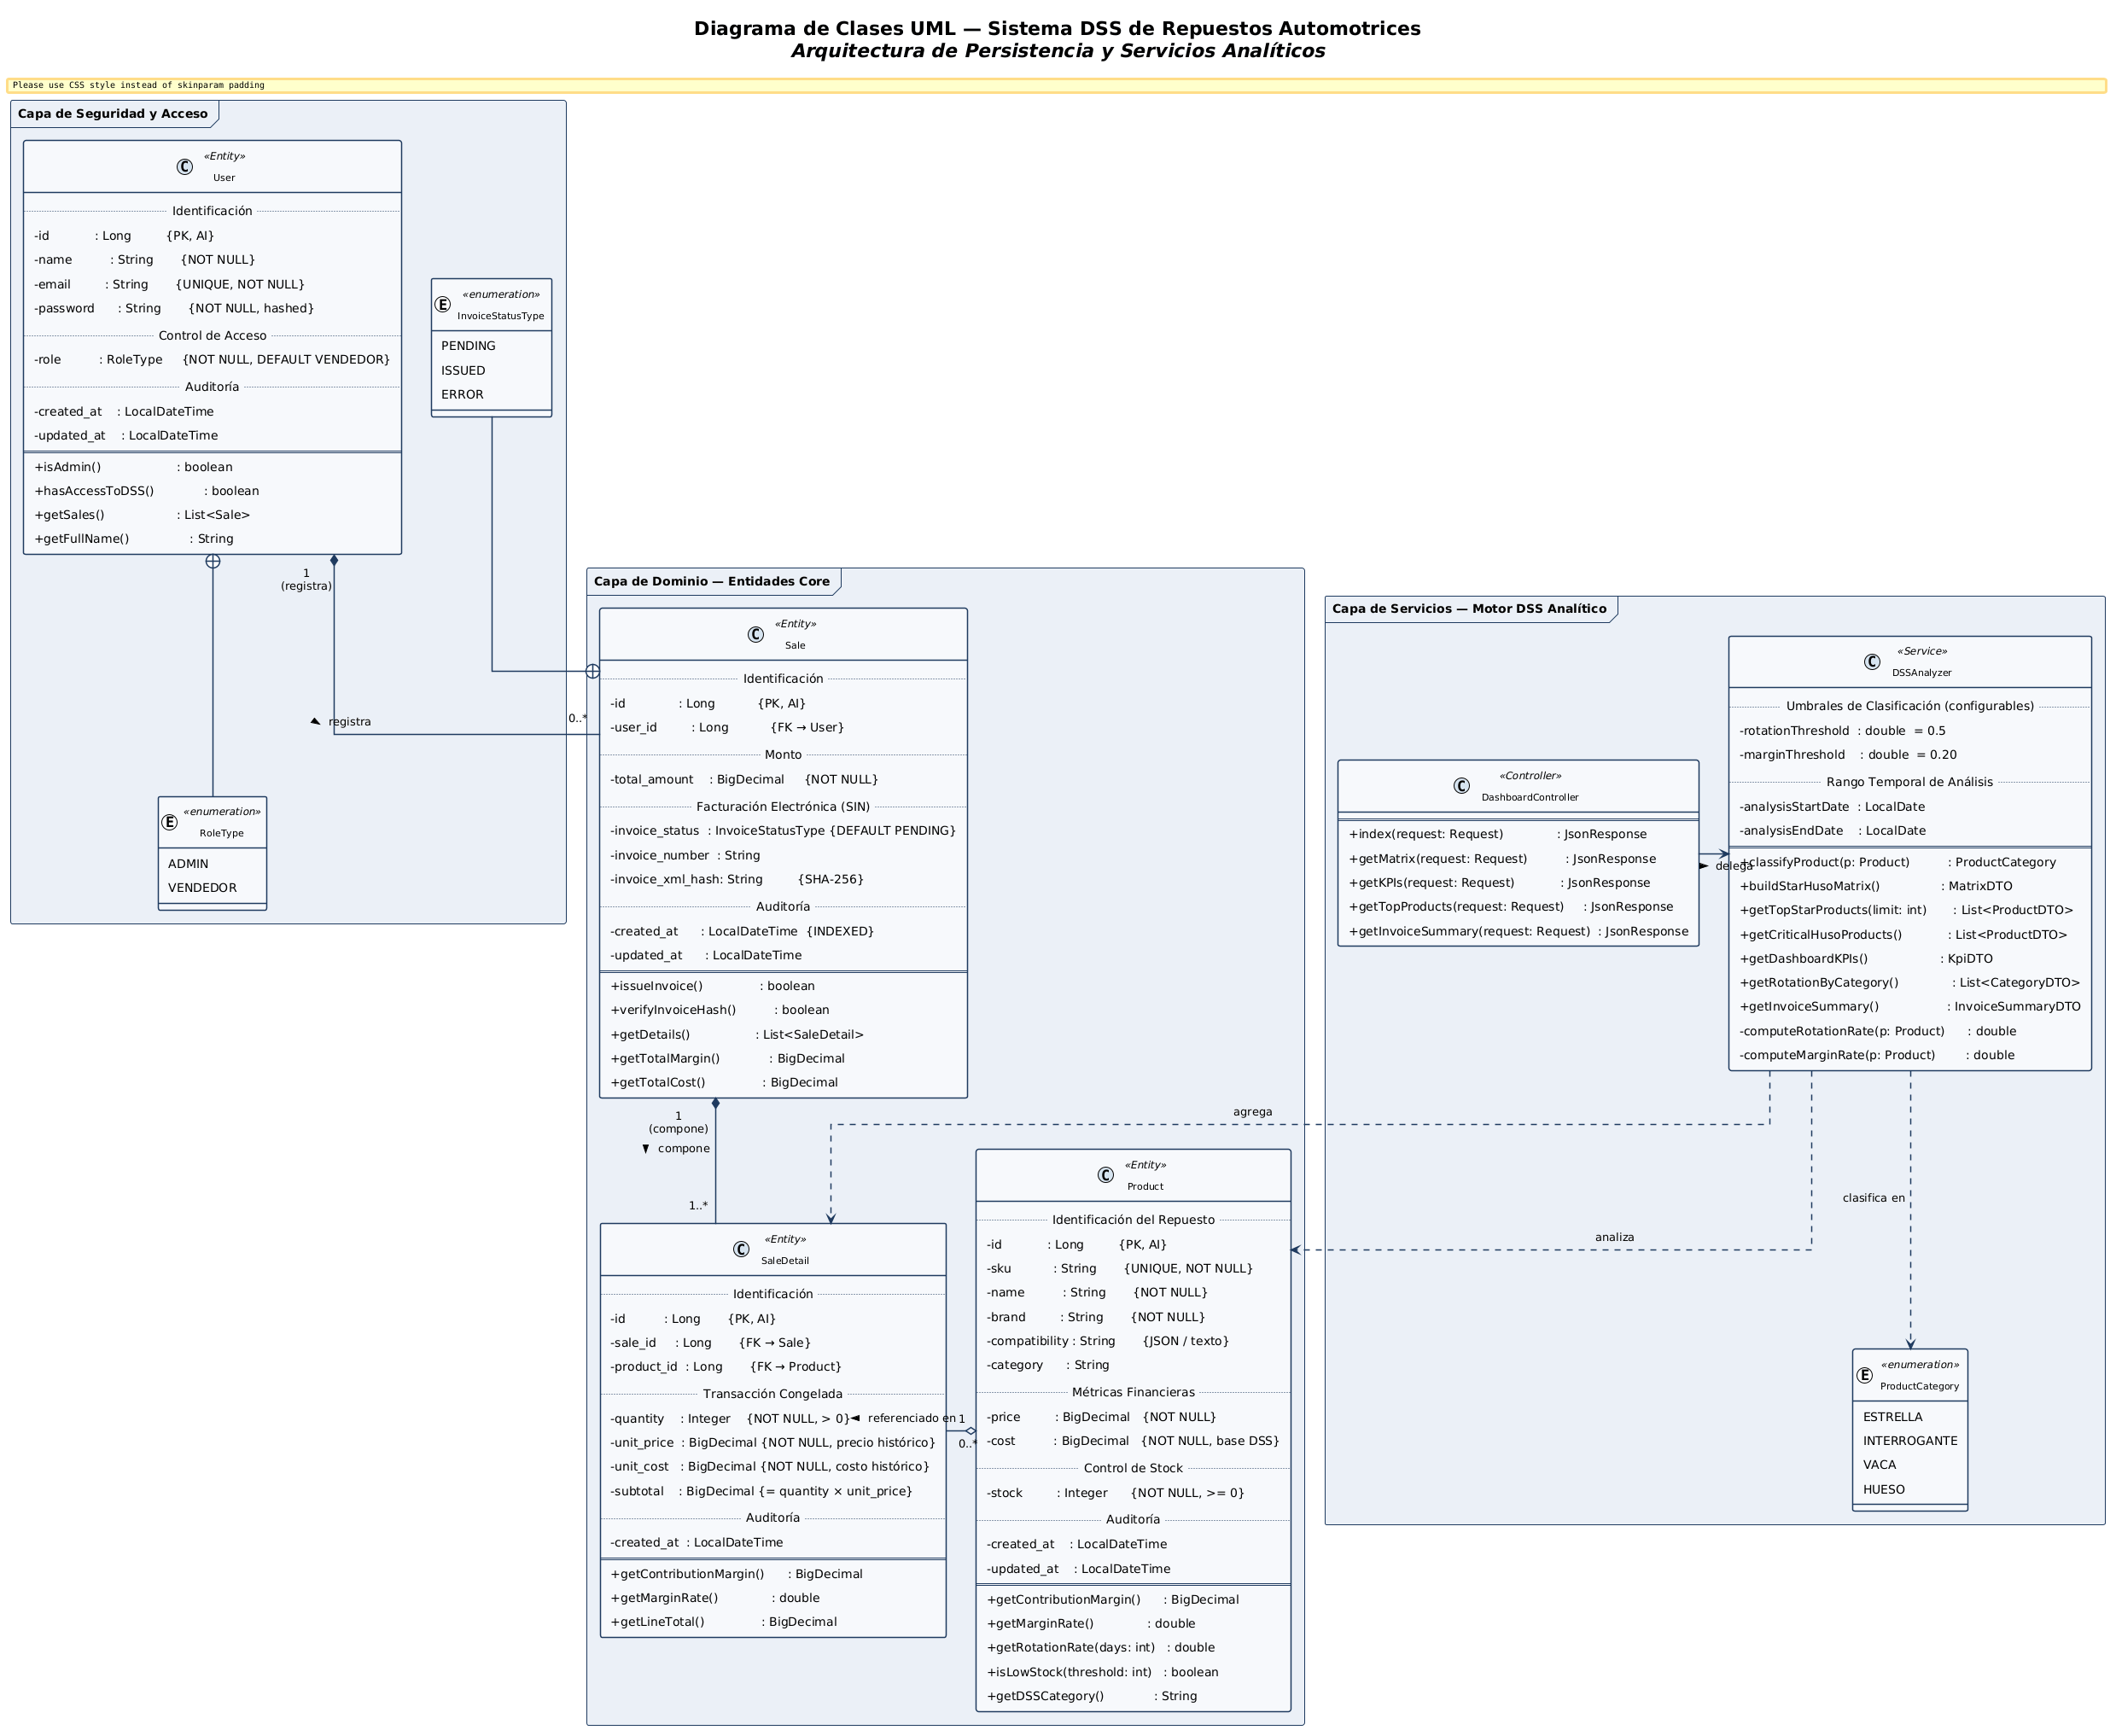 Diagrama de Clases UML — Sistema DSS de Repuestos Automotrices
Arquitectura de Persistencia y Servicios Analíticos
Please use CSS style instead of skinparam padding
Capa de Seguridad y Acceso
C
«Entity»
User
Identificación
-id : Long {PK, AI}
-name : String {NOT NULL}
-email : String {UNIQUE, NOT NULL}
-password : String {NOT NULL, hashed}
Control de Acceso
-role : RoleType {NOT NULL, DEFAULT VENDEDOR}
Auditoría
-created_at : LocalDateTime
-updated_at : LocalDateTime
+isAdmin() : boolean
+hasAccessToDSS() : boolean
+getSales() : List<Sale>
+getFullName() : String
E
«enumeration»
InvoiceStatusType
PENDING
ISSUED
ERROR
1
(registra)
registra
0..*
E
«enumeration»
RoleType
ADMIN
VENDEDOR
Capa de Dominio — Entidades Core
C
«Entity»
Sale
Identificación
-id : Long {PK, AI}
-user_id : Long {FK → User}
Monto
-total_amount : BigDecimal {NOT NULL}
Facturación Electrónica (SIN)
-invoice_status : InvoiceStatusType {DEFAULT PENDING}
-invoice_number : String
-invoice_xml_hash: String {SHA-256}
Auditoría
-created_at : LocalDateTime {INDEXED}
-updated_at : LocalDateTime
+issueInvoice() : boolean
+verifyInvoiceHash() : boolean
+getDetails() : List<SaleDetail>
+getTotalMargin() : BigDecimal
+getTotalCost() : BigDecimal
1
(compone)
compone
1..*
C
«Entity»
SaleDetail
Identificación
-id : Long {PK, AI}
-sale_id : Long {FK → Sale}
-product_id : Long {FK → Product}
Transacción Congelada
-quantity : Integer {NOT NULL, > 0}
-unit_price : BigDecimal {NOT NULL, precio histórico}
-unit_cost : BigDecimal {NOT NULL, costo histórico}
-subtotal : BigDecimal {= quantity × unit_price}
Auditoría
-created_at : LocalDateTime
+getContributionMargin() : BigDecimal
+getMarginRate() : double
+getLineTotal() : BigDecimal
referenciado en
1
0..*
C
«Entity»
Product
Identificación del Repuesto
-id : Long {PK, AI}
-sku : String {UNIQUE, NOT NULL}
-name : String {NOT NULL}
-brand : String {NOT NULL}
-compatibility : String {JSON / texto}
-category : String
Métricas Financieras
-price : BigDecimal {NOT NULL}
-cost : BigDecimal {NOT NULL, base DSS}
Control de Stock
-stock : Integer {NOT NULL, >= 0}
Auditoría
-created_at : LocalDateTime
-updated_at : LocalDateTime
+getContributionMargin() : BigDecimal
+getMarginRate() : double
+getRotationRate(days: int) : double
+isLowStock(threshold: int) : boolean
+getDSSCategory() : String
Capa de Servicios — Motor DSS Analítico
C
«Controller»
DashboardController
+index(request: Request) : JsonResponse
+getMatrix(request: Request) : JsonResponse
+getKPIs(request: Request) : JsonResponse
+getTopProducts(request: Request) : JsonResponse
+getInvoiceSummary(request: Request) : JsonResponse
delega
C
«Service»
DSSAnalyzer
Umbrales de Clasificación (configurables)
-rotationThreshold : double = 0.5
-marginThreshold : double = 0.20
Rango Temporal de Análisis
-analysisStartDate : LocalDate
-analysisEndDate : LocalDate
+classifyProduct(p: Product) : ProductCategory
+buildStarHusoMatrix() : MatrixDTO
+getTopStarProducts(limit: int) : List<ProductDTO>
+getCriticalHusoProducts() : List<ProductDTO>
+getDashboardKPIs() : KpiDTO
+getRotationByCategory() : List<CategoryDTO>
+getInvoiceSummary() : InvoiceSummaryDTO
-computeRotationRate(p: Product) : double
-computeMarginRate(p: Product) : double
agrega
analiza
clasifica en
E
«enumeration»
ProductCategory
ESTRELLA
INTERROGANTE
VACA
HUESO